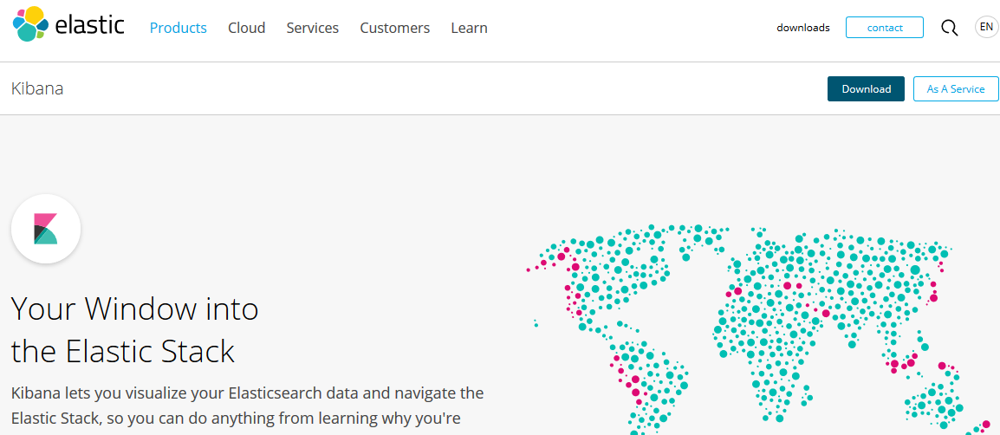 elastic Products Cloud Services Customers Learn downloads contact EN
Kibana Download As A Service
Your Window into
the Elastic Stack
Kibana lets you visualize your Elasticsearch data and navigate the
Elastic Stack, so you can do anything from learning why you're